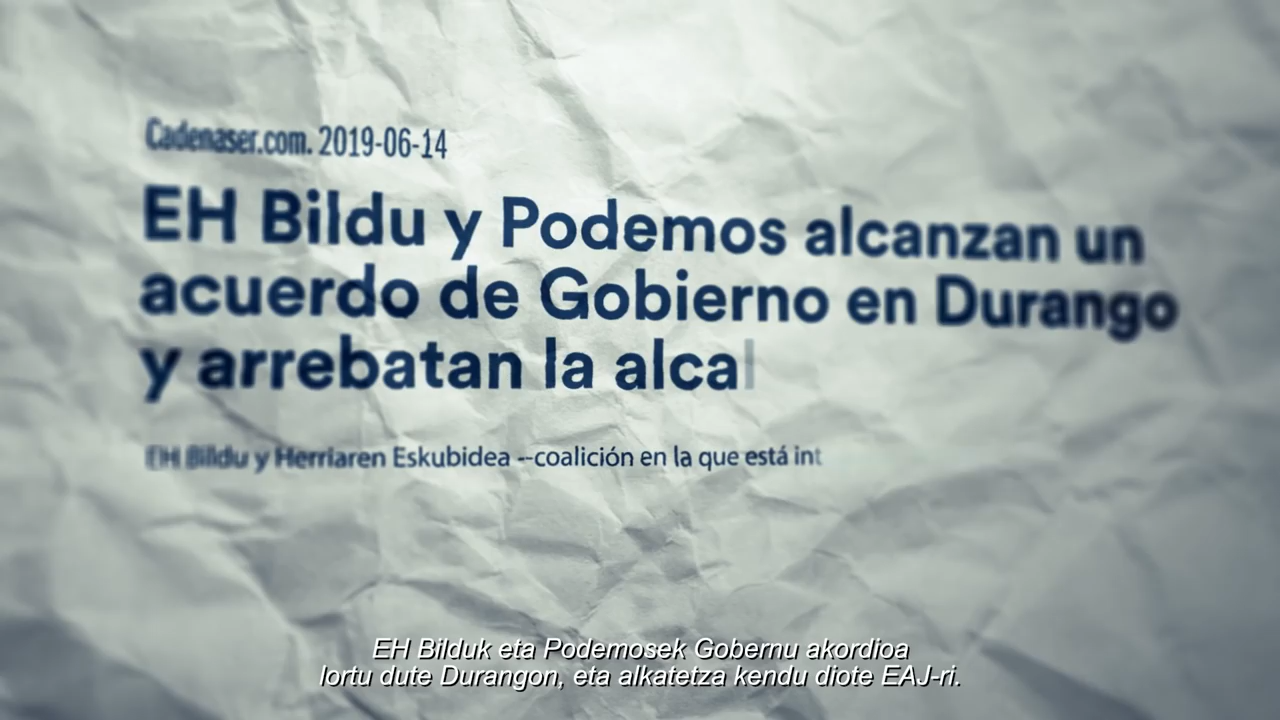 Cadenaser.com. 2019-06-14
EH Bildu y Podemos alcanzan un
acuerdo de Gobierno en Durango
y arrebatan la alcal
EH Bildu y Herriaren Eskubidea --coalición en la que está int
EH Bilduk eta Podemosek Gobernu akordioa
lortu dute Durangon, eta alkatetza kendu diote EAJ-ri.